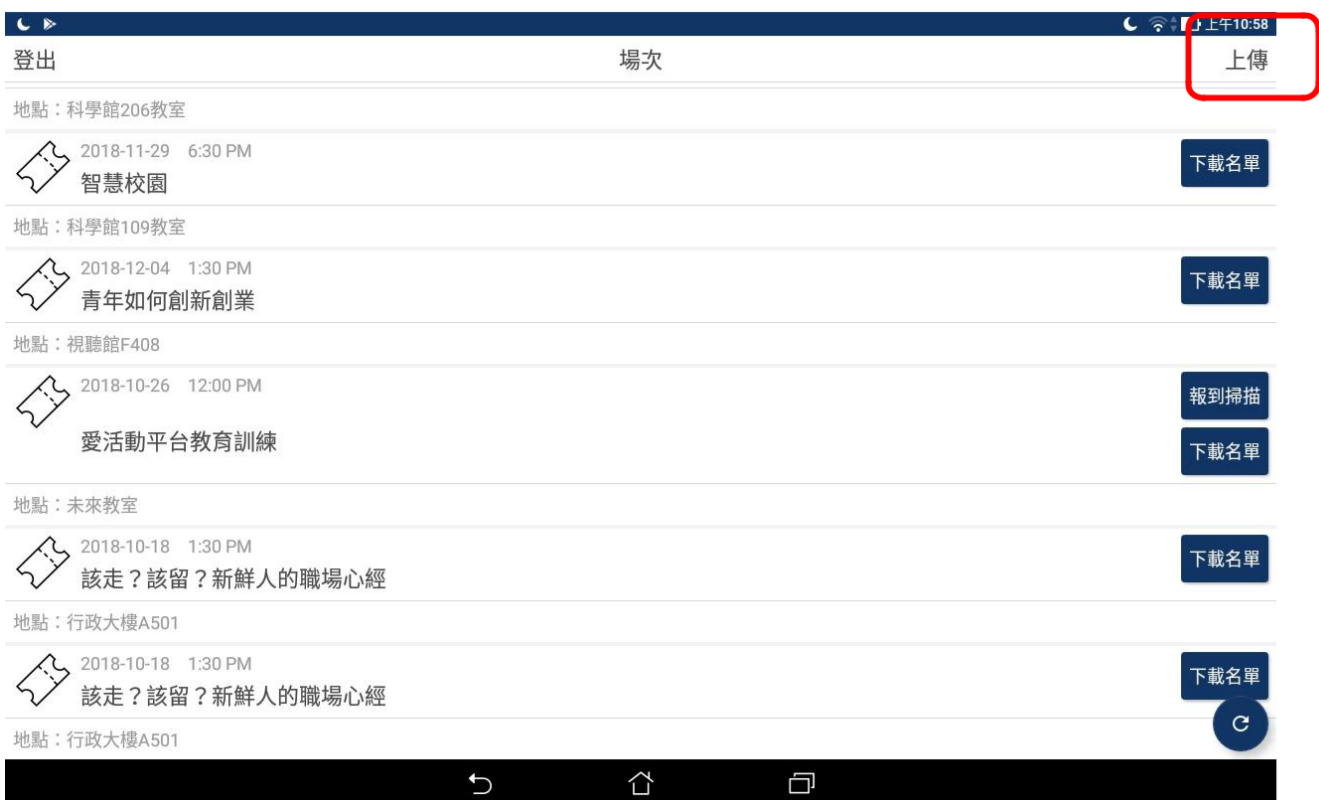 上午10:58
登出 場次 上傳
地點：科學館206教室
2018-11-29 6:30 PM
智慧校園
下載名單
地點：科學館109教室
2018-12-04 1:30 PM
青年如何創新創業
下載名單
地點：視聽館F408
2018-10-26 12:00 PM
報到掃描
愛活動平台教育訓練
下載名單
地點：未來教室
2018-10-18 1:30 PM
該走？該留？新鮮人的職場心經
下載名單
地點：行政大樓A501
2018-10-18 1:30 PM
該走？該留？新鮮人的職場心經
下載名單
地點：行政大樓A501